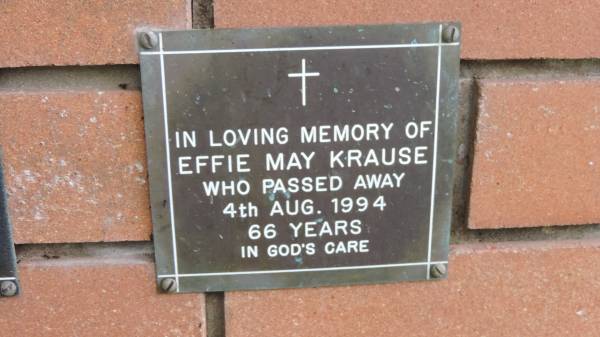 IN LOVING MEMORY OF
EFFIE MAY KRAUSE
WHO PASSED AWAY
4th AUG. 1994
66 YEARS
IN GOD'S CARE